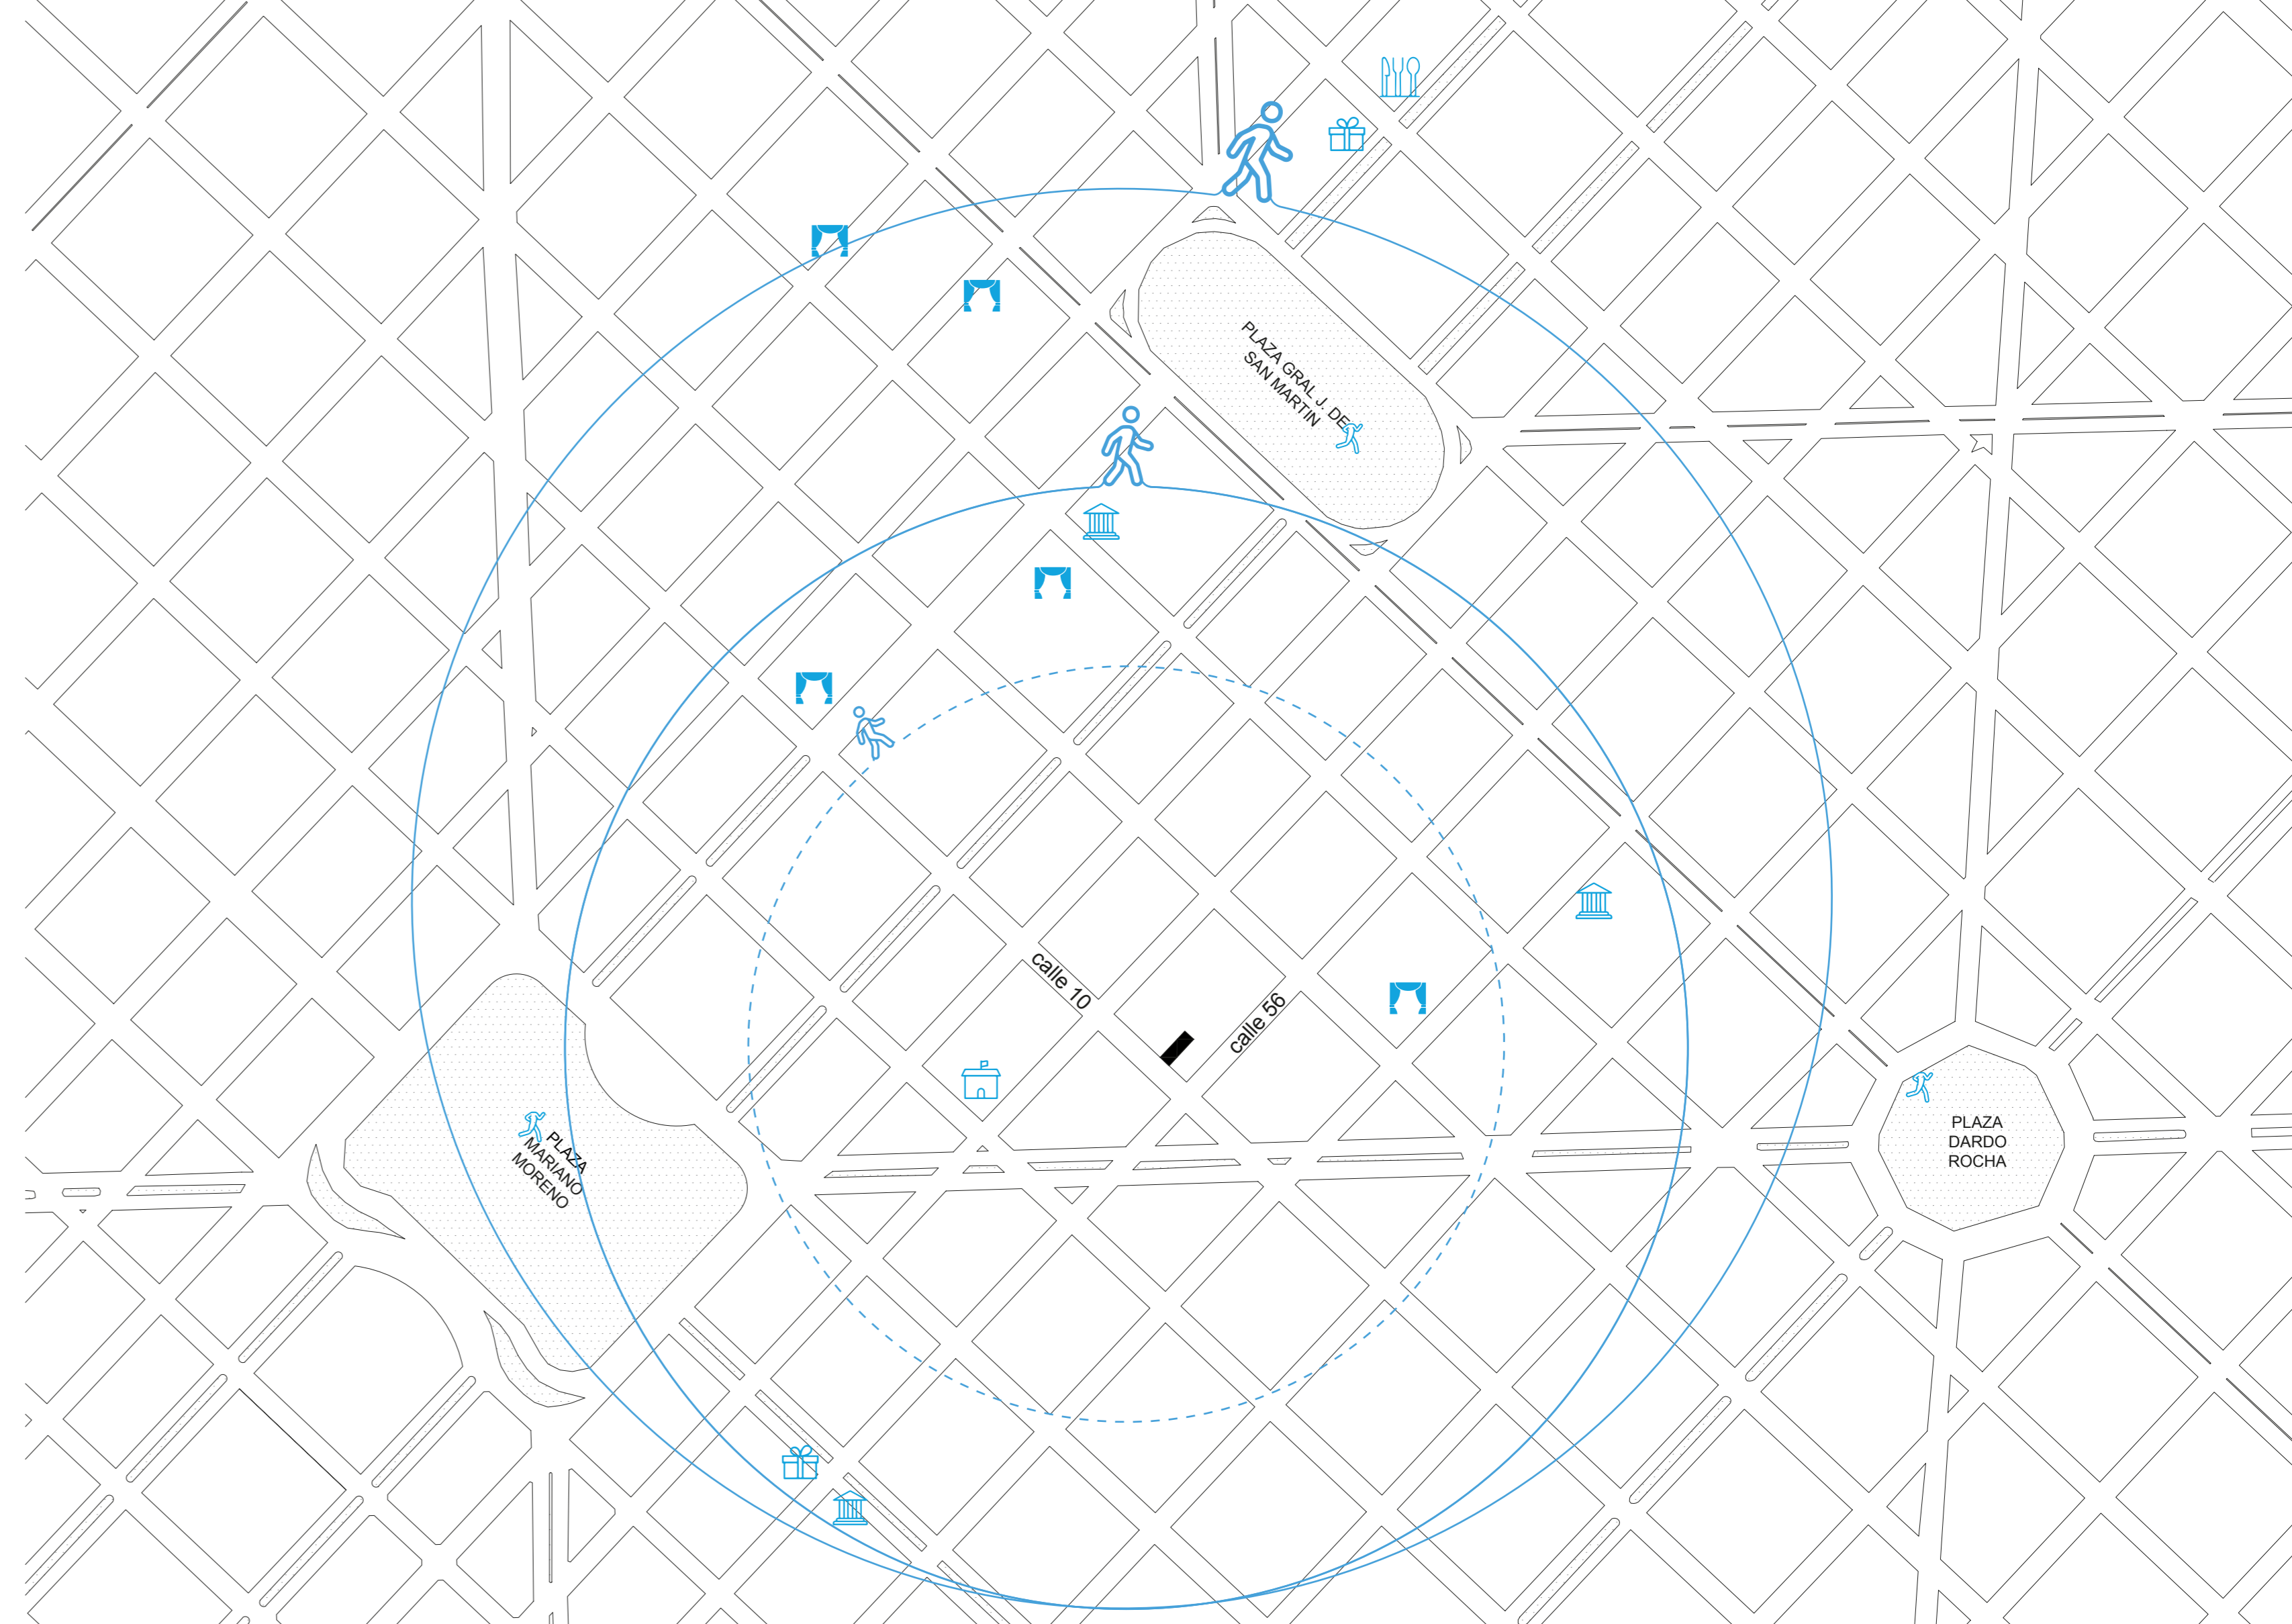 PLAZA GRAL J. DE
SAN MARTIN
calle 10
calle 56
PLAZA
MARIANO
MORENO
PLAZA
DARDO
ROCHA